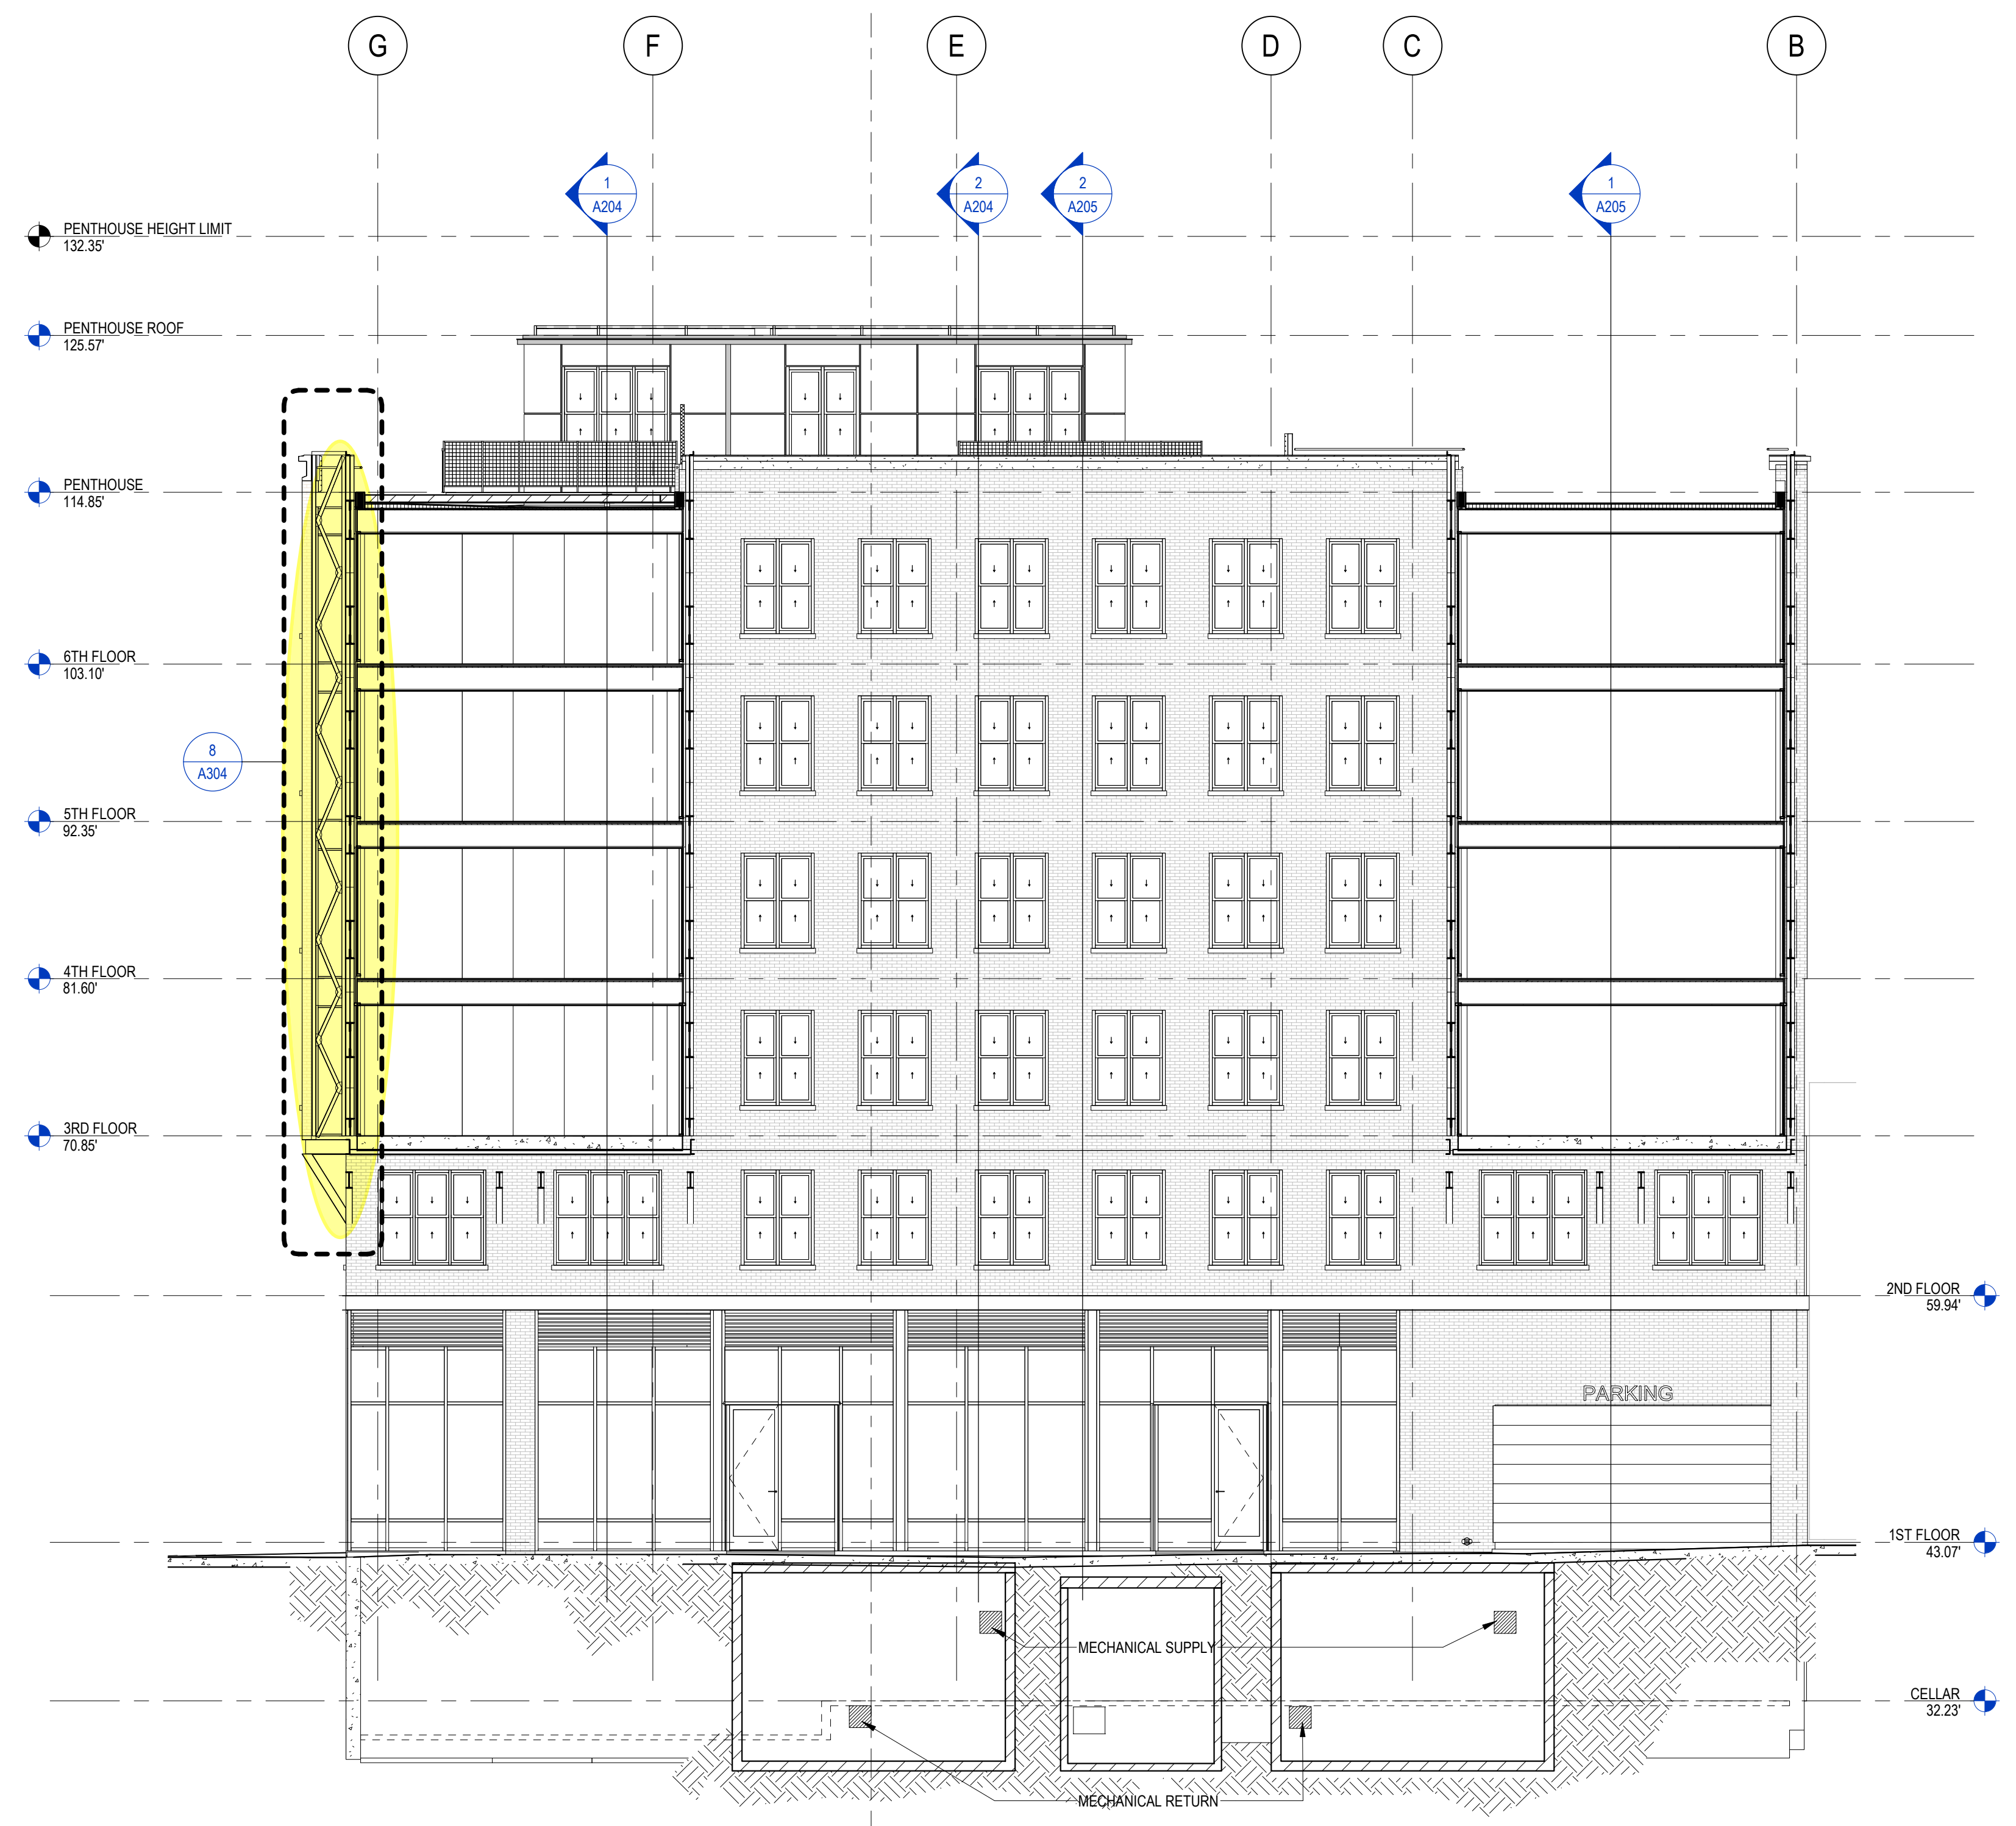 G
F
E
D
C
B
1
A204
2
A204
2
A205
1
A205
PENTHOUSE HEIGHT LIMIT
132.35'
PENTHOUSE ROOF
125.57'
PENTHOUSE
114.85'
6TH FLOOR
103.10'
8
A304
5TH FLOOR
92.35'
4TH FLOOR
81.60'
3RD FLOOR
70.85'
2ND FLOOR
59.94'
PARKING
1ST FLOOR
43.07'
MECHANICAL SUPPLY
CELLAR
32.23'
MECHANICAL RETURN